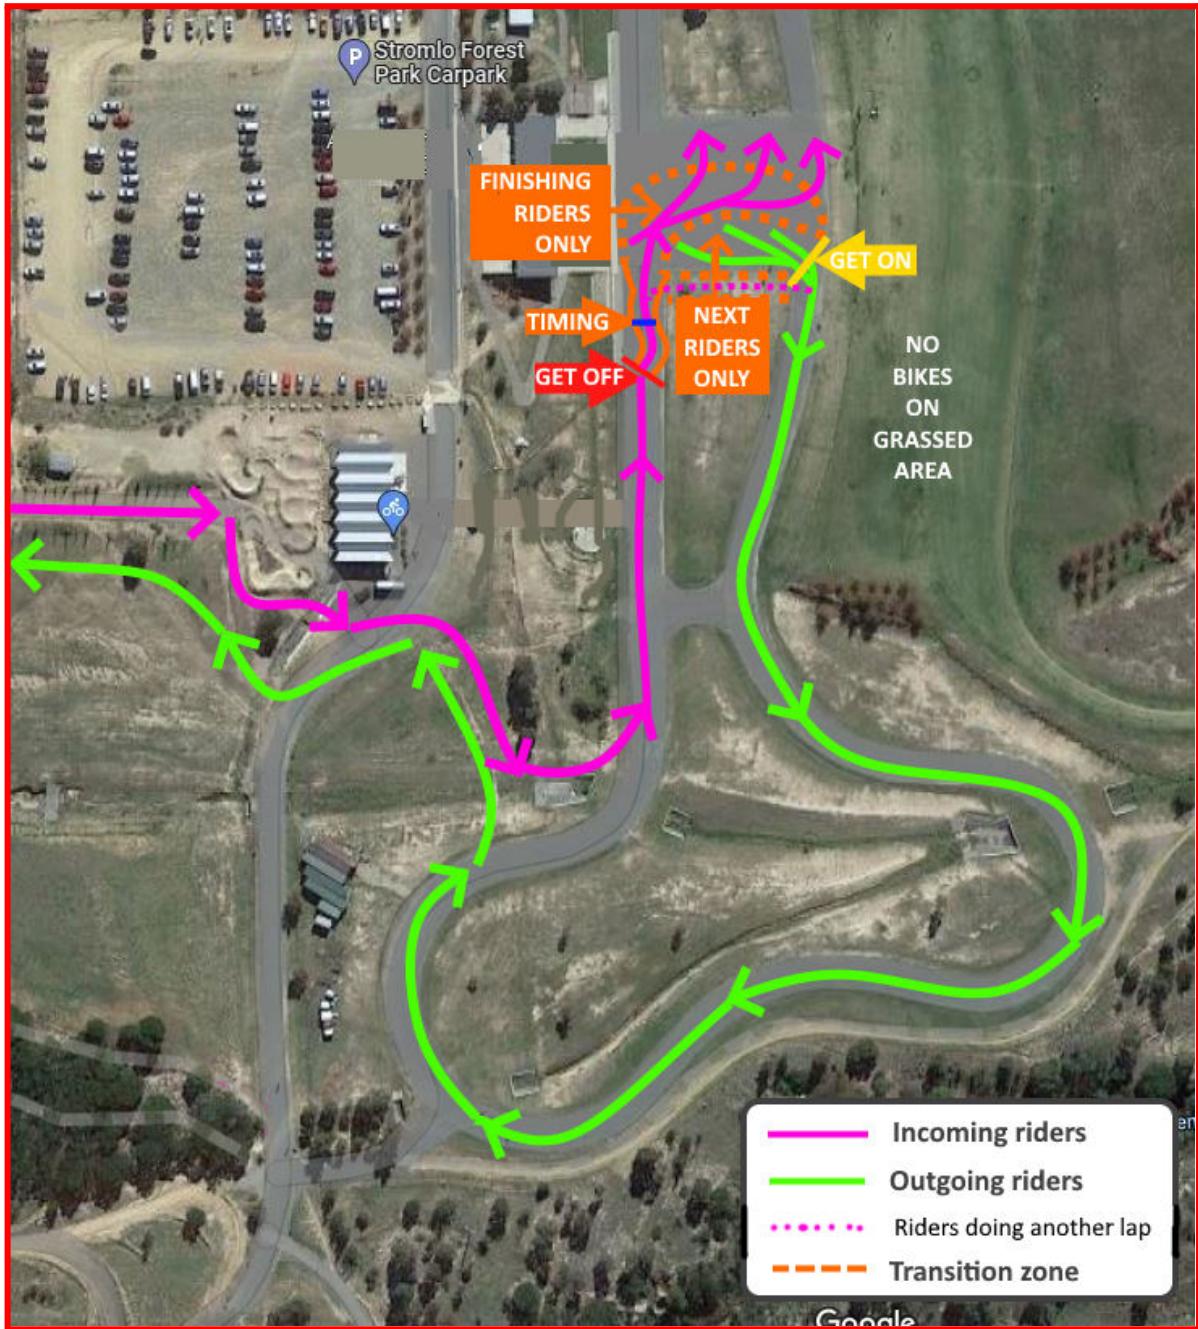 P
Stromlo Forest
Park Carpark
FINISHING
RIDERS
ONLY
GET ON
TIMING
NEXT
RIDERS
ONLY
GET OFF
NO
BIKES
ON
GRASSED
AREA
Incoming riders
Outgoing riders
Riders doing another lap
Transition zone
Google